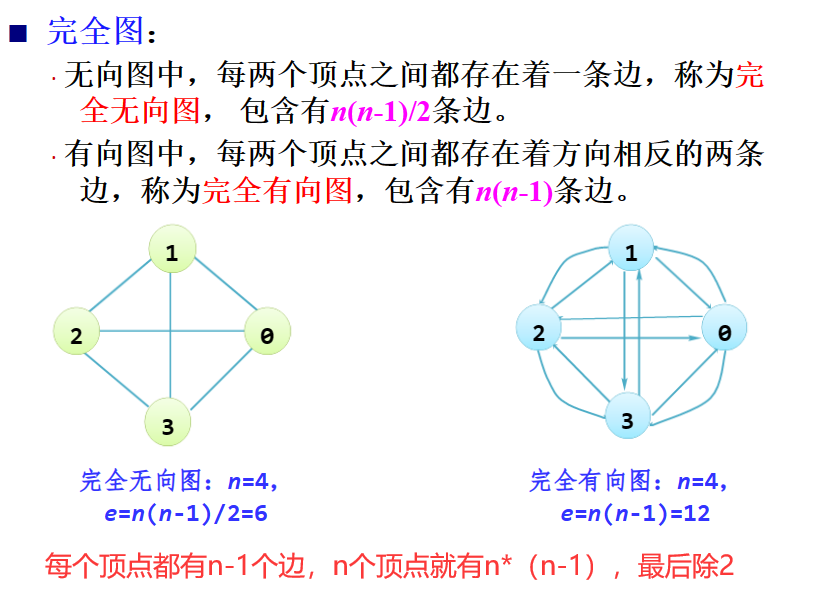 完全图：
· 无向图中，每两个顶点之间都存在着一条边，称为完
全无向图， 包含有n(n-1)/2条边。
· 有向图中，每两个顶点之间都存在着方向相反的两条
边，称为完全有向图，包含有n(n-1)条边。
1
2
0
3
1
2
0
3
完全无向图：n=4，
e=n(n-1)/2=6
完全有向图：n=4，
e=n(n-1)=12
每个顶点都有n-1个边，n个顶点就有n*（n-1），最后除2